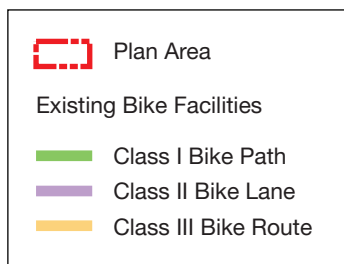 Plan Area
Existing Bike Facilities
Class I Bike Path
Class II Bike Lane
Class III Bike Route